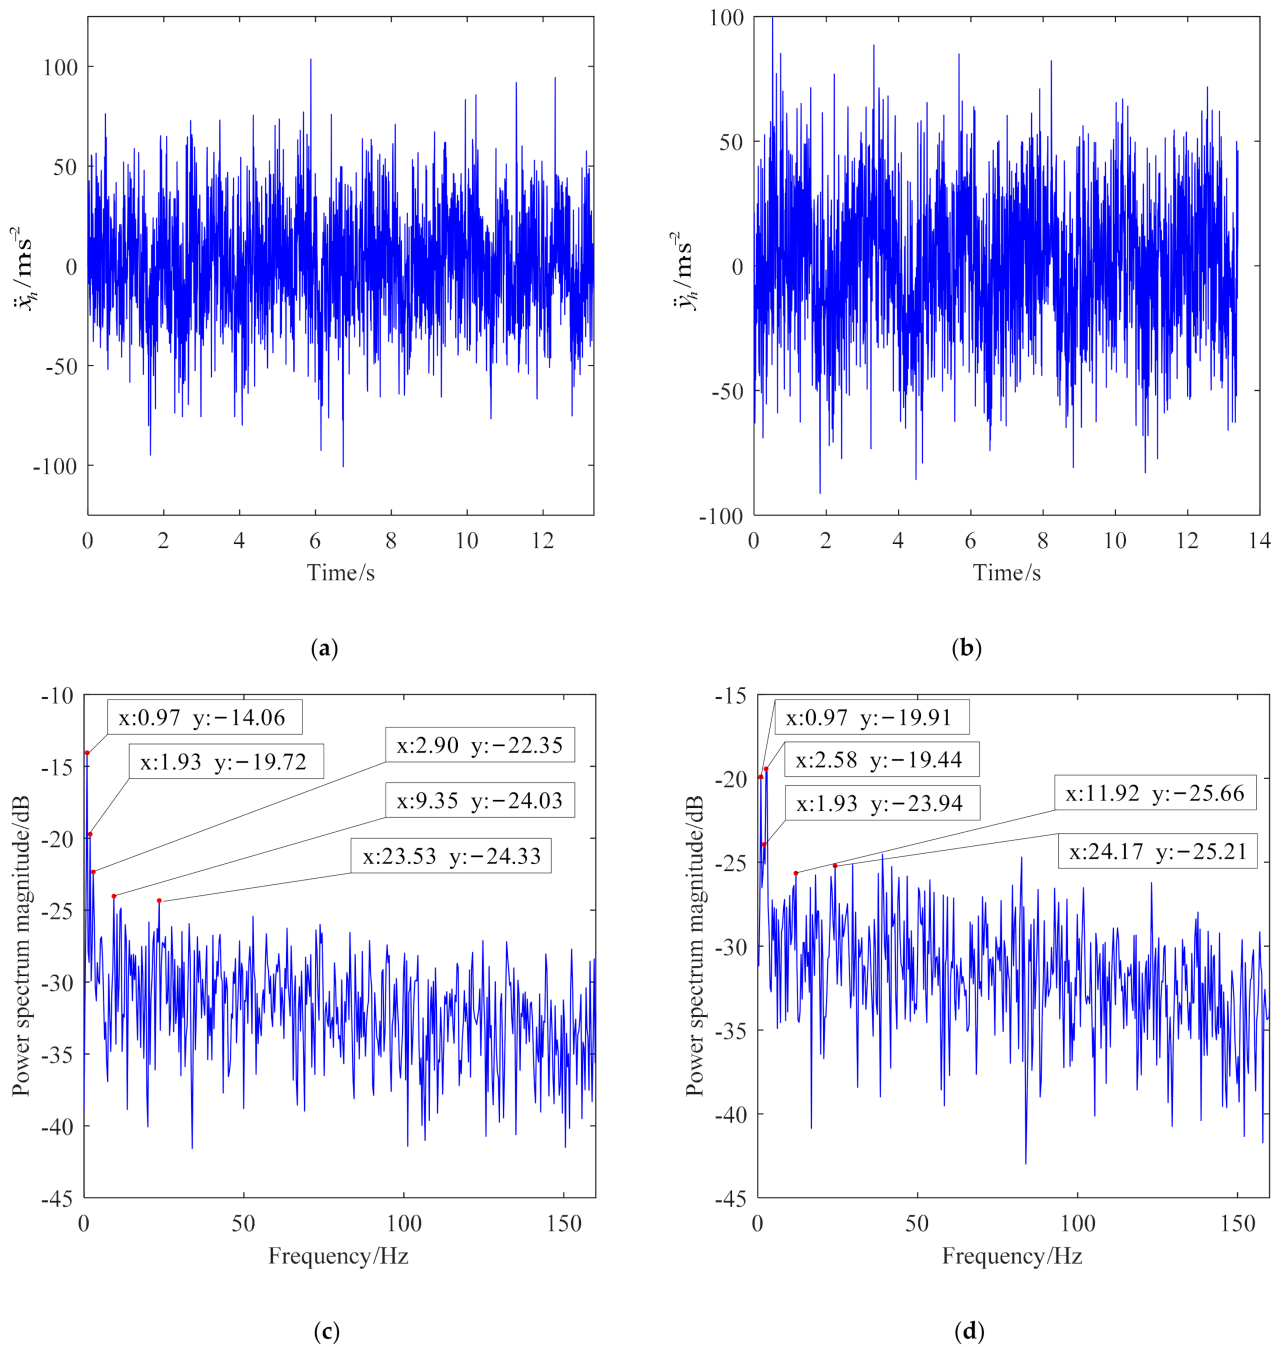 100
50
0
-50
-100
ẍh/m·s−2
0 2 4 6 8 10 12
Time/s
(a)
100
50
0
-50
-100
ÿh/m·s−2
0 2 4 6 8 10 12 14
Time/s
(b)
-10
-15
-20
-25
-30
-35
-40
-45
Power spectrum magnitude/dB
x:0.97 y:−14.06
x:1.93 y:−19.72
x:2.90 y:−22.35
x:9.35 y:−24.03
x:23.53 y:−24.33
0 50 100 150
Frequency/Hz
(c)
-15
-20
-25
-30
-35
-40
-45
Power spectrum magnitude/dB
x:0.97 y:−19.91
x:2.58 y:−19.44
x:1.93 y:−23.94
x:11.92 y:−25.66
x:24.17 y:−25.21
0 50 100 150
Frequency/Hz
(d)